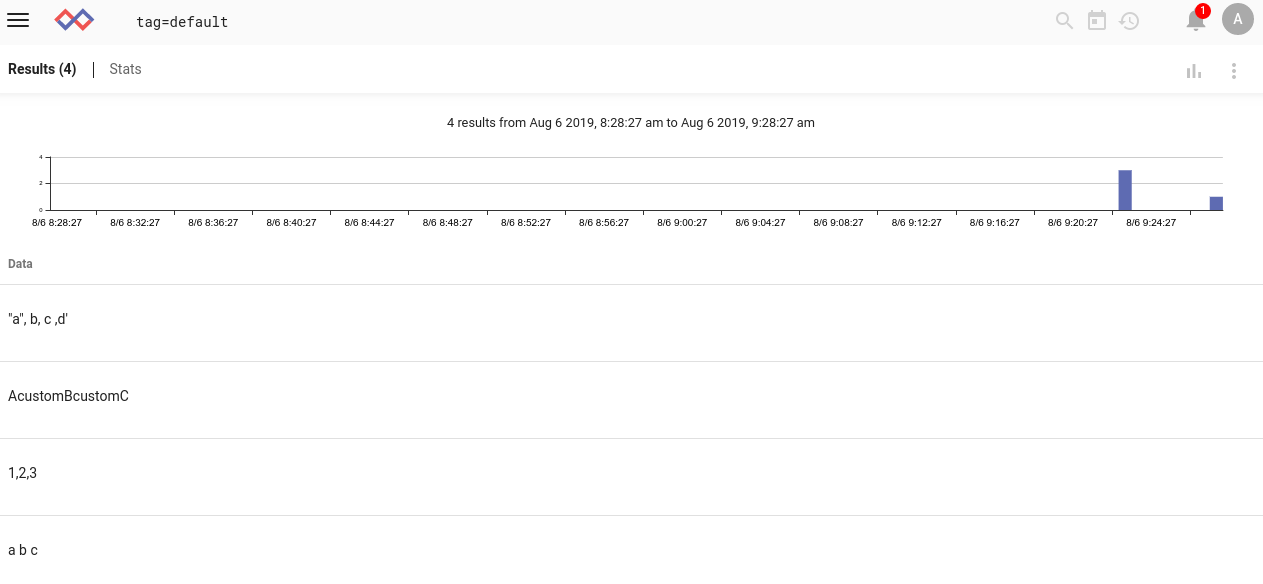 tag=default
1
A
Results (4) | Stats
4 results from Aug 6 2019, 8:28:27 am to Aug 6 2019, 9:28:27 am
4
2
0
8/6 8:28:27 8/6 8:32:27 8/6 8:36:27 8/6 8:40:27 8/6 8:44:27 8/6 8:48:27 8/6 8:52:27 8/6 8:56:27 8/6 9:00:27 8/6 9:04:27 8/6 9:08:27 8/6 9:12:27 8/6 9:16:27 8/6 9:20:27 8/6 9:24:27
Data
"a", b, c ,d'
AcustomBcustomC
1,2,3
a b c